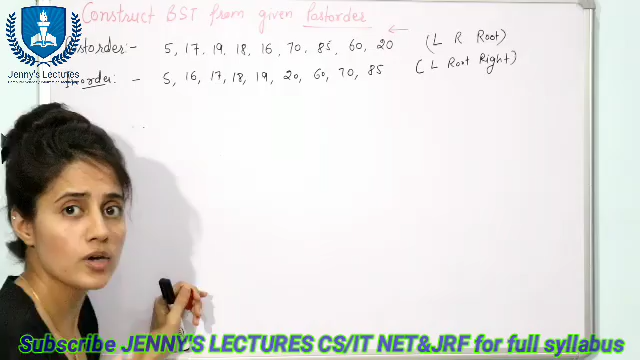 Construct BST from given Postorder
Postorder:- 5, 17, 19, 18, 16, 70, 85, 60, 20 (L R Root)
:- 5, 16, 17, 18, 19, 20, 60, 70, 85 (L Root Right)
Jenny's Lectures
Subscribe JENNY'S LECTURES CS/IT NET&JRF for full syllabus